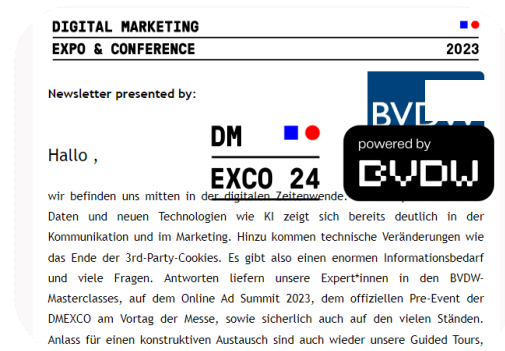 DIGITAL MARKETING
EXPO & CONFERENCE 2023
Newsletter presented by:
BVDW
DM
EXCO 24
powered by
BVDW
Hallo ,
wir befinden uns mitten in der digitalen Zeitenwende.
Daten und neuen Technologien wie KI zeigt sich bereits deutlich in der
Kommunikation und im Marketing. Hinzu kommen technische Veränderungen wie
das Ende der 3rd-Party-Cookies. Es gibt also einen enormen Informationsbedarf
und viele Fragen. Antworten liefern unsere Expert*innen in den BVDW-
Masterclasses, auf dem Online Ad Summit 2023, dem offiziellen Pre-Event der
DMEXCO am Vortag der Messe, sowie sicherlich auch auf den vielen Ständen.
Anlass für einen konstruktiven Austausch sind auch wieder unsere Guided Tours,